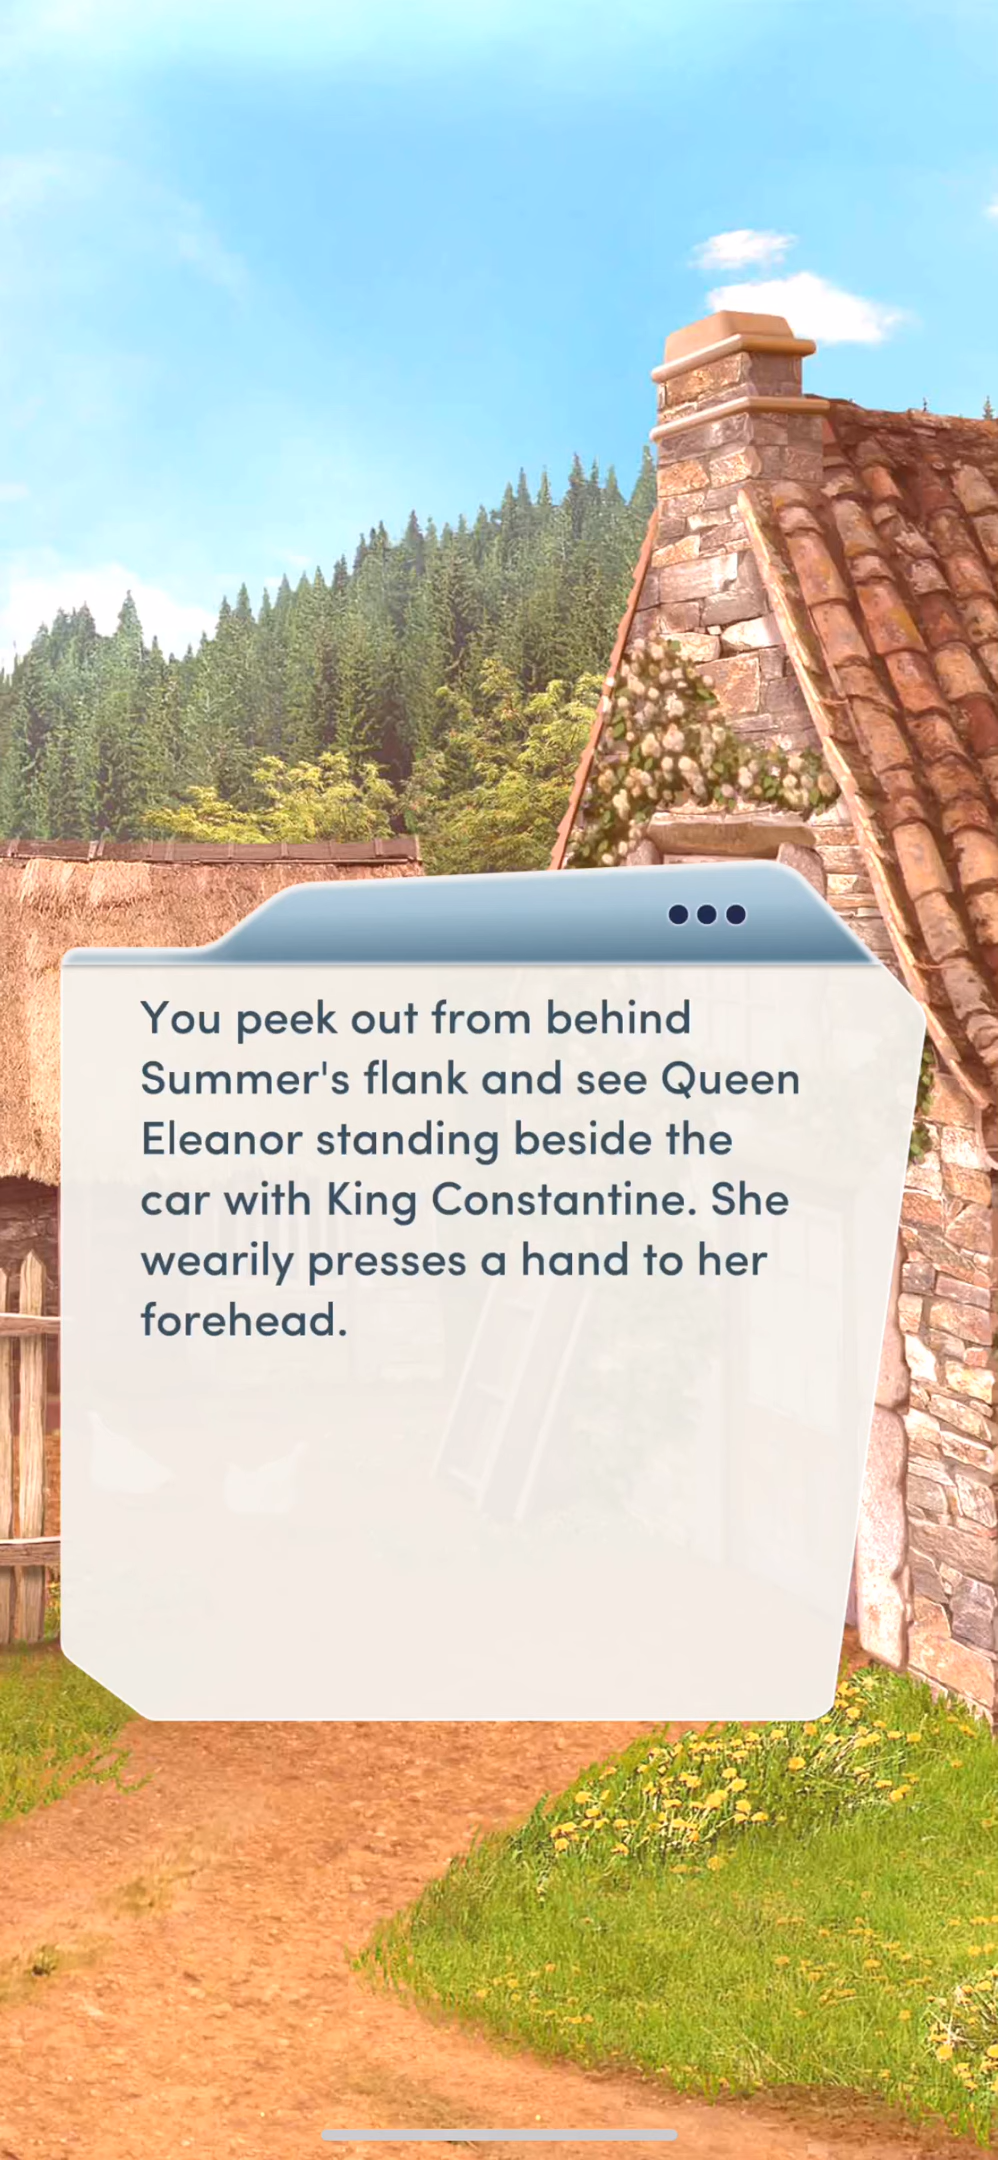 You peek out from behind
Summer's flank and see Queen
Eleanor standing beside the
car with King Constantine. She
wearily presses a hand to her
forehead.